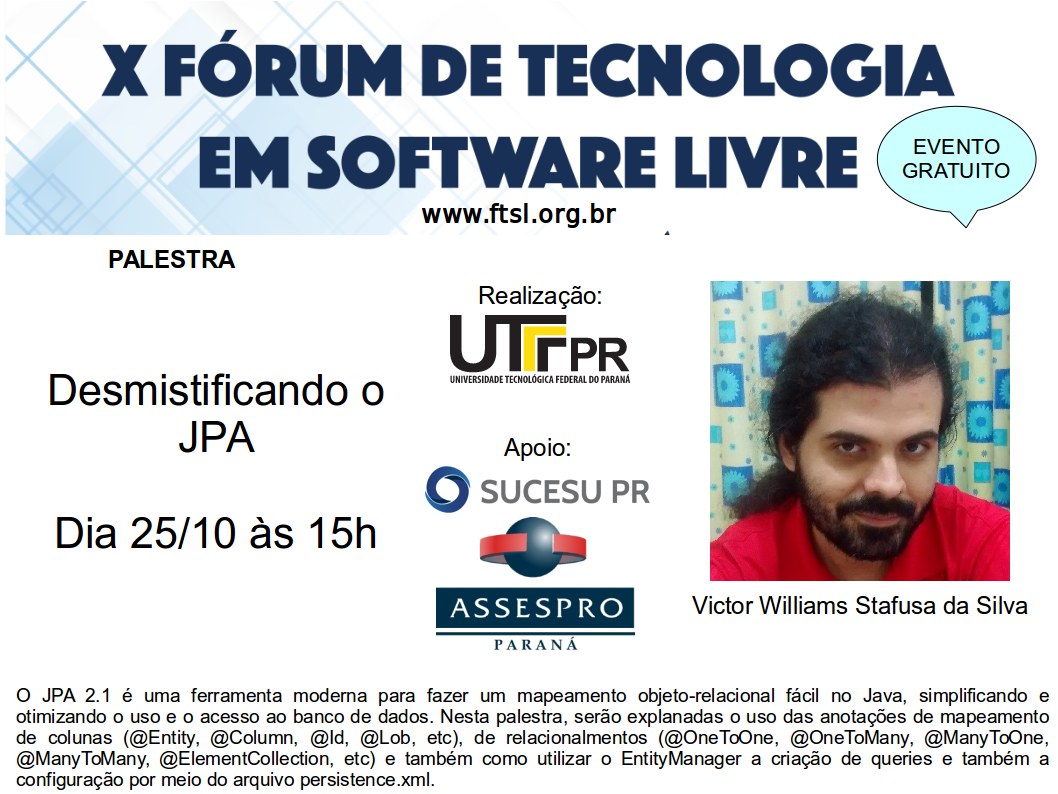 X FÓRUM DE TECNOLOGIA
EM SOFTWARE LIVRE
EVENTO
GRATUITO
www.ftsl.org.br
PALESTRA
Desmistificando o
JPA
Dia 25/10 às 15h
Realização:
UTFPR
UNIVERSIDADE TECNOLÓGICA FEDERAL DO PARANÁ
Apoio:
SUCESU PR
ASSESPRO
PARANÁ
Victor Williams Stafusa da Silva
O JPA 2.1 é uma ferramenta moderna para fazer um mapeamento objeto-relacional fácil no Java, simplificando e
otimizando o uso e o acesso ao banco de dados. Nesta palestra, serão explanadas o uso das anotações de mapeamento
de colunas (@Entity, @Column, @Id, @Lob, etc), de relacionalmentos (@OneToOne, @OneToMany, @ManyToOne,
@ManyToMany, @ElementCollection, etc) e também como utilizar o EntityManager a criação de queries e também a
configuração por meio do arquivo persistence.xml.